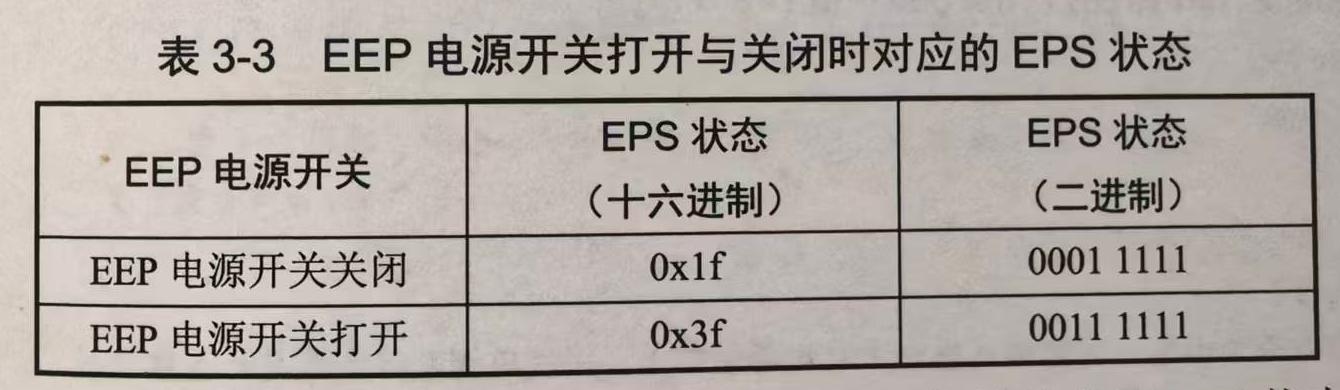 表 3-3 EEP 电源开关打开与关闭时对应的 EPS 状态
EEP 电源开关
EPS 状态
（十六进制）
EPS 状态
（二进制）
EEP 电源开关关闭 0x1f 0001 1111
EEP 电源开关打开 0x3f 0011 1111